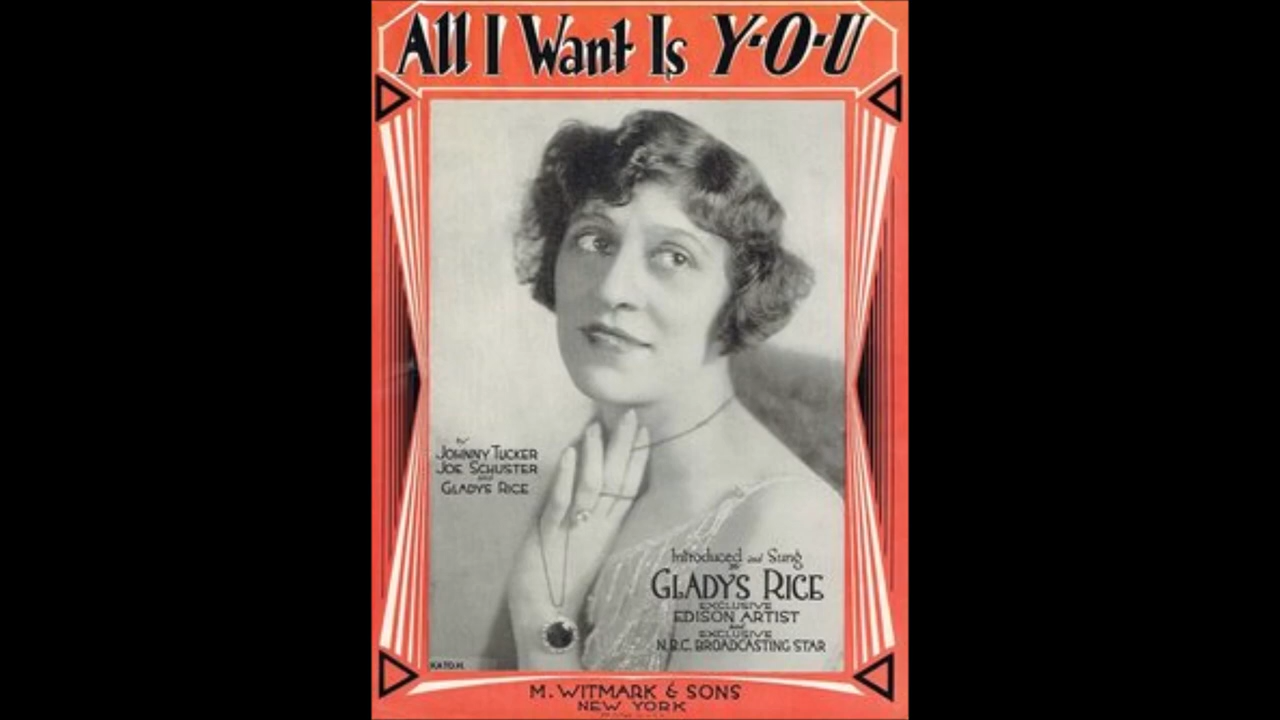 All I Want Is Y·O·U
by
JOHNNY TUCKER
JOE SCHUSTER
and
GLADYS RICE
Introduced and Sung
by
GLADYS RICE
EXCLUSIVE
EDISON ARTIST
and
EXCLUSIVE
N.B.C. BROADCASTING STAR
M. WITMARK & SONS
NEW YORK